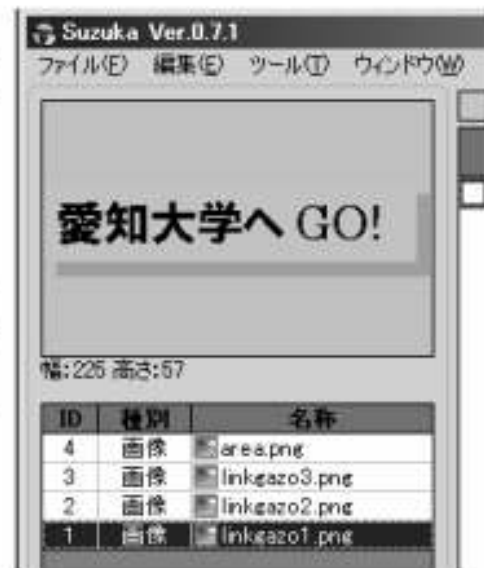 Suzuka Ver.0.7.1
ファイル(F) 編集(E) ツール(T) ウィンドウ(W)
愛知大学へ GO!
幅:225 高さ:57
ID 種別 名称
4 画像 area.png
3 画像 linkgazo3.png
2 画像 linkgazo2.png
1 画像 linkgazo1.png